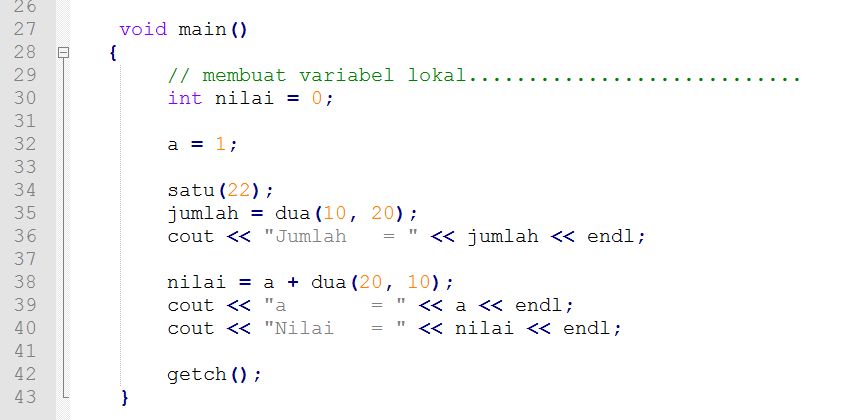 26
27 void main()
28 {
29 // membuat variabel lokal............................
30 int nilai = 0;
31
32 a = 1;
33
34 satu(22);
35 jumlah = dua(10, 20);
36 cout << "Jumlah   = " << jumlah << endl;
37
38 nilai = a + dua(20, 10);
39 cout << "a        = " << a << endl;
40 cout << "Nilai    = " << nilai << endl;
41
42 getch();
43 }